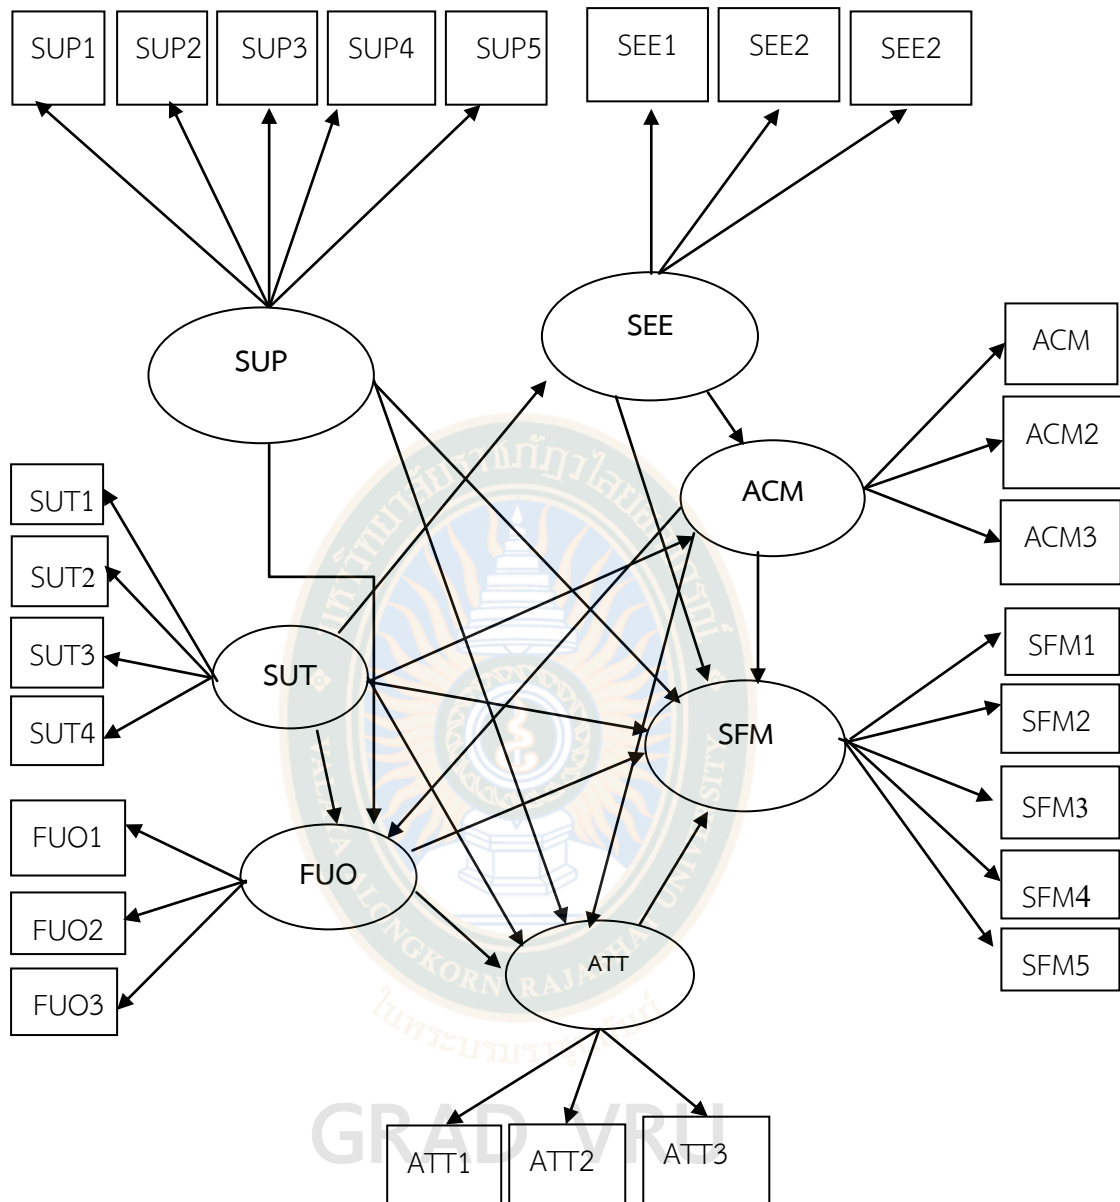 SUP1 SUP2 SUP3 SUP4 SUP5 SEE1 SEE2 SEE2
SEE
SUP
ACM
ACM2
ACM
ACM3
SUT1
SUT2
SUT3
SUT4
SUT
SFM1
SFM2
SFM
SFM3
SFM4
SFM5
FUO1
FUO2
FUO3
FUO
ATT
ATT1 ATT2 ATT3
GRAD VRU